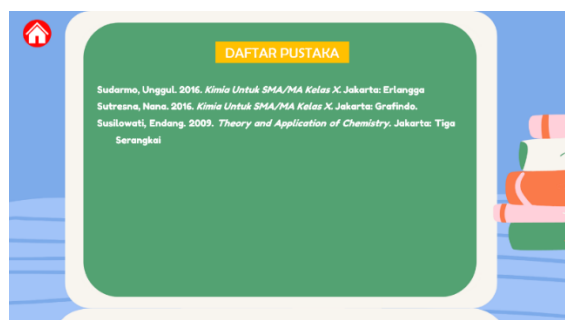 DAFTAR PUSTAKA
Sudarmo, Unggul. 2016. Kimia Untuk SMA/MA Kelas X. Jakarta: Erlangga
Sutresna, Nana. 2016. Kimia Untuk SMA/MA Kelas X. Jakarta: Grafindo.
Susilowati, Endang. 2009. Theory and Application of Chemistry. Jakarta: Tiga
Serangkai